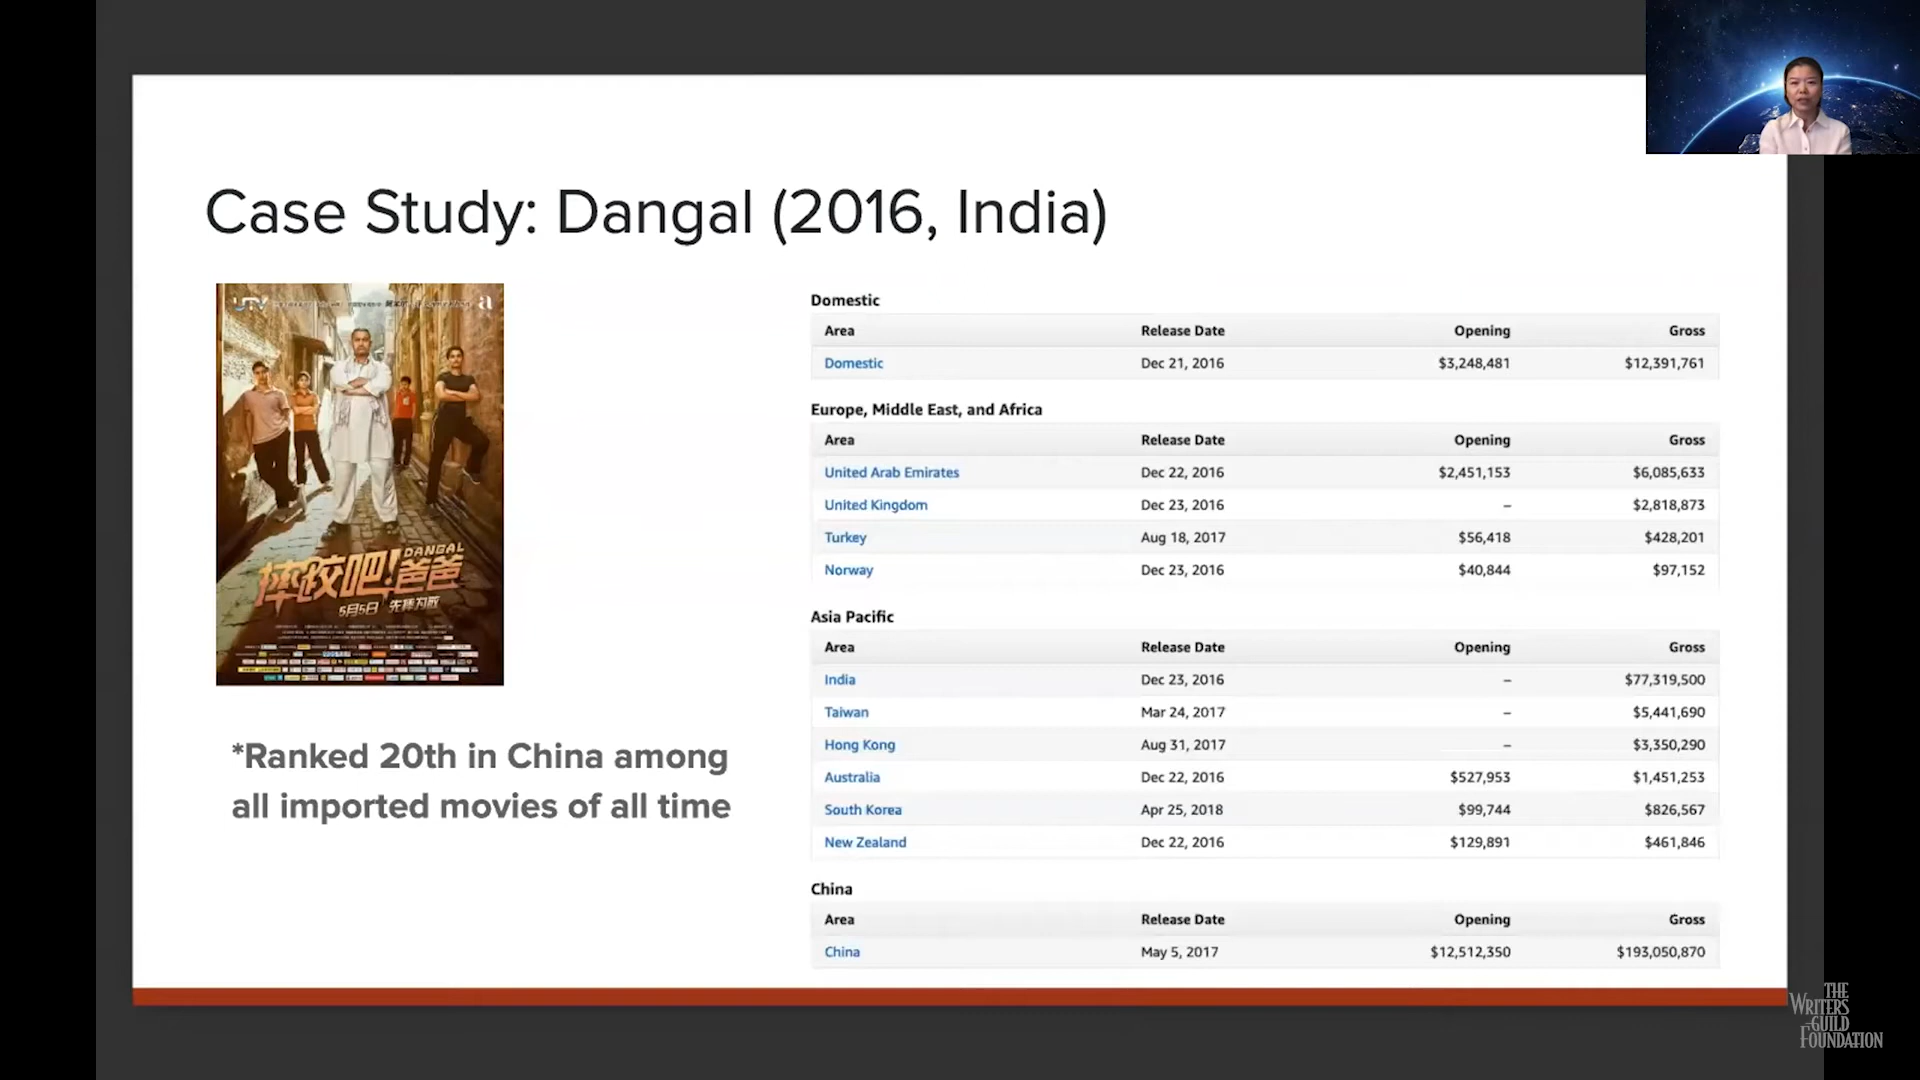 Case Study: Dangal (2016, India)
UTV
DANGAL
摔跤吧!爸爸
5月5日
*Ranked 20th in China among
all imported movies of all time
Domestic
Area Release Date Opening Gross
Domestic Dec 21, 2016 $3,248,481 $12,391,761
Europe, Middle East, and Africa
Area Release Date Opening Gross
United Arab Emirates Dec 22, 2016 $2,451,153 $6,085,633
United Kingdom Dec 23, 2016 – $2,818,873
Turkey Aug 18, 2017 $56,418 $428,201
Norway Dec 23, 2016 $40,844 $97,152
Asia Pacific
Area Release Date Opening Gross
India Dec 23, 2016 – $77,319,500
Taiwan Mar 24, 2017 – $5,441,690
Hong Kong Aug 31, 2017 – $3,350,290
Australia Dec 22, 2016 $527,953 $1,451,253
South Korea Apr 25, 2018 $99,744 $826,567
New Zealand Dec 22, 2016 $129,891 $461,846
China
Area Release Date Opening Gross
China May 5, 2017 $12,512,350 $193,050,870
THE
WRITERS
GUILD
FOUNDATION